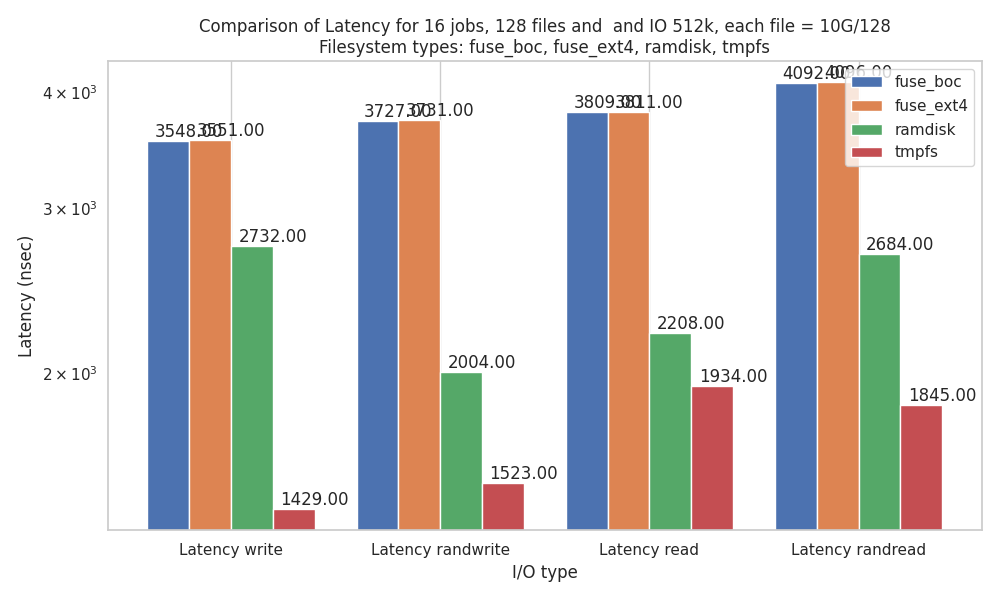 Comparison of Latency for 16 jobs, 128 files and  and IO 512k, each file = 10G/128
Filesystem types: fuse_boc, fuse_ext4, ramdisk, tmpfs
Latency (nsec)
4 × 10³
3 × 10³
2 × 10³
3548.00
3551.00
2732.00
1429.00
3727.00
3731.00
2004.00
1523.00
3809.00
3811.00
2208.00
1934.00
4092.00
4096.00
2684.00
1845.00
fuse_boc
fuse_ext4
ramdisk
tmpfs
Latency write
Latency randwrite
Latency read
Latency randread
I/O type